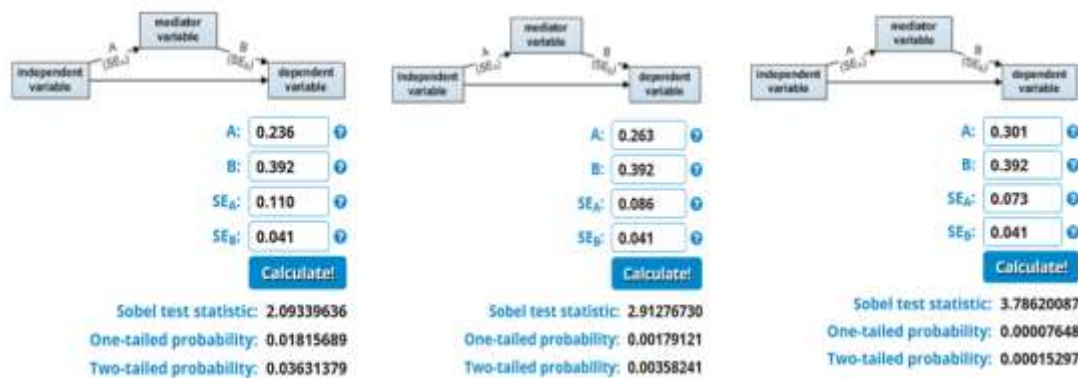 mediator variable
A (SEA)
B (SEB)
independent variable
dependent variable
A: 0.236
B: 0.392
SEA: 0.110
SEB: 0.041
Calculate!
Sobel test statistic: 2.09339636
One-tailed probability: 0.01815689
Two-tailed probability: 0.03631379
mediator variable
A (SEA)
B (SEB)
independent variable
dependent variable
A: 0.263
B: 0.392
SEA: 0.086
SEB: 0.041
Calculate!
Sobel test statistic: 2.91276730
One-tailed probability: 0.00179121
Two-tailed probability: 0.00358241
mediator variable
A (SEA)
B (SEB)
independent variable
dependent variable
A: 0.301
B: 0.392
SEA: 0.073
SEB: 0.041
Calculate!
Sobel test statistic: 3.78620087
One-tailed probability: 0.00007648
Two-tailed probability: 0.00015297